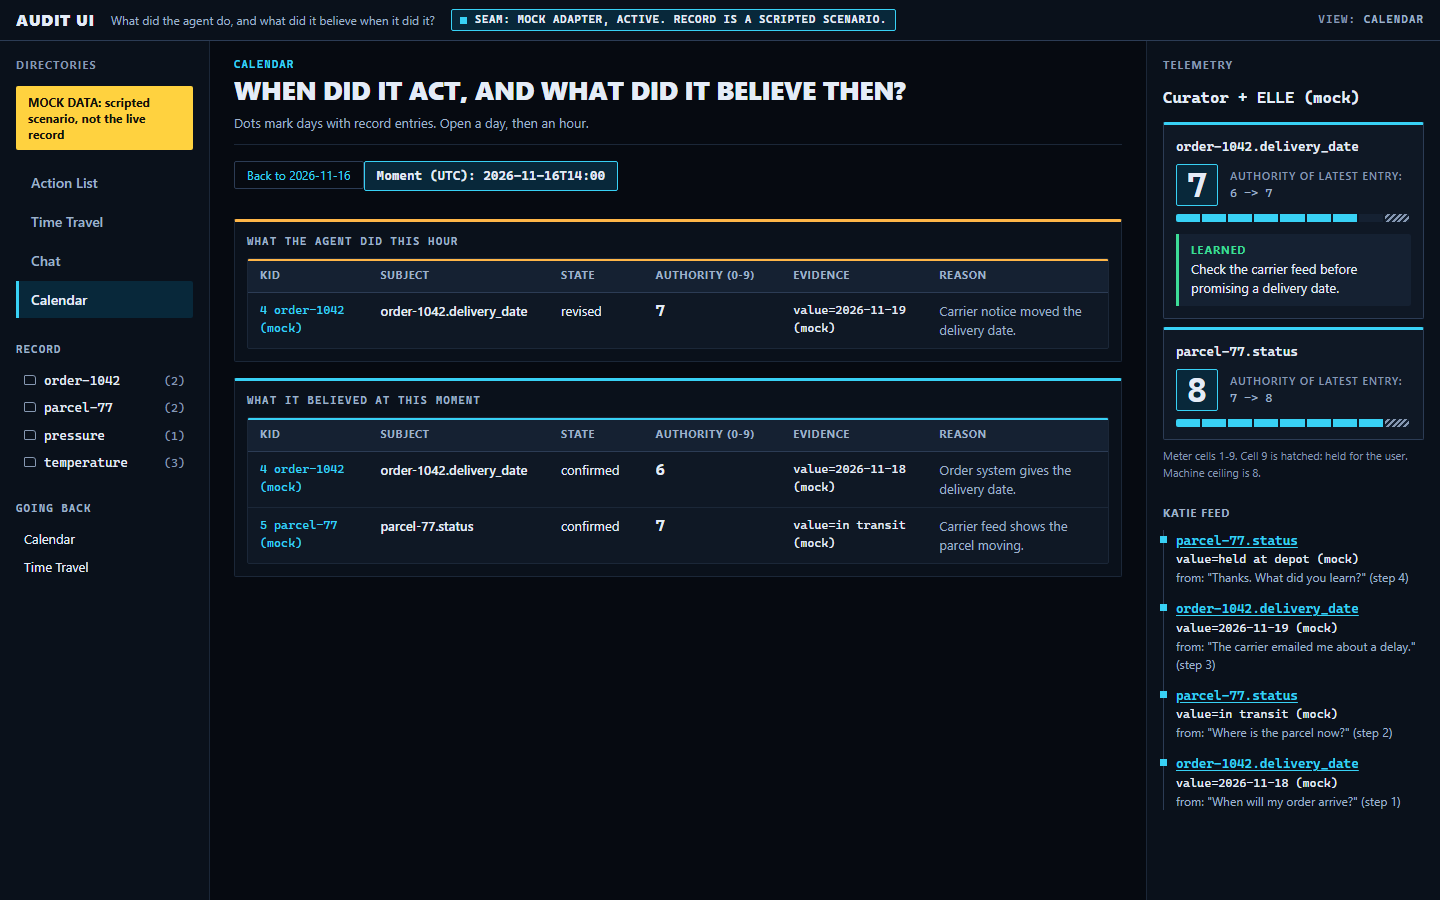 AUDIT UI What did the agent do, and what did it believe when it did it? SEAM: MOCK ADAPTER, ACTIVE. RECORD IS A SCRIPTED SCENARIO. VIEW: CALENDAR
DIRECTORIES
MOCK DATA: scripted
scenario, not the live
record
Action List
Time Travel
Chat
Calendar
RECORD
order-1042 (2)
parcel-77 (2)
pressure (1)
temperature (3)
GOING BACK
Calendar
Time Travel
CALENDAR
WHEN DID IT ACT, AND WHAT DID IT BELIEVE THEN?
Dots mark days with record entries. Open a day, then an hour.
Back to 2026-11-16 Moment (UTC): 2026-11-16T14:00
WHAT THE AGENT DID THIS HOUR
KID SUBJECT STATE AUTHORITY (0-9) EVIDENCE REASON
4 order-1042 order-1042.delivery_date revised 7 value=2026-11-19 Carrier notice moved the
(mock) (mock) delivery date.
WHAT IT BELIEVED AT THIS MOMENT
KID SUBJECT STATE AUTHORITY (0-9) EVIDENCE REASON
4 order-1042 order-1042.delivery_date confirmed 6 value=2026-11-18 Order system gives the
(mock) (mock) delivery date.
5 parcel-77 parcel-77.status confirmed 7 value=in transit Carrier feed shows the
(mock) (mock) parcel moving.
TELEMETRY
Curator + ELLE (mock)
order-1042.delivery_date
7 AUTHORITY OF LATEST ENTRY:
6 -> 7
LEARNED
Check the carrier feed before
promising a delivery date.
parcel-77.status
8 AUTHORITY OF LATEST ENTRY:
7 -> 8
Meter cells 1-9. Cell 9 is hatched: held for the user.
Machine ceiling is 8.
KATIE FEED
parcel-77.status
value=held at depot (mock)
from: "Thanks. What did you learn?" (step 4)
order-1042.delivery_date
value=2026-11-19 (mock)
from: "The carrier emailed me about a delay."
(step 3)
parcel-77.status
value=in transit (mock)
from: "Where is the parcel now?" (step 2)
order-1042.delivery_date
value=2026-11-18 (mock)
from: "When will my order arrive?" (step 1)